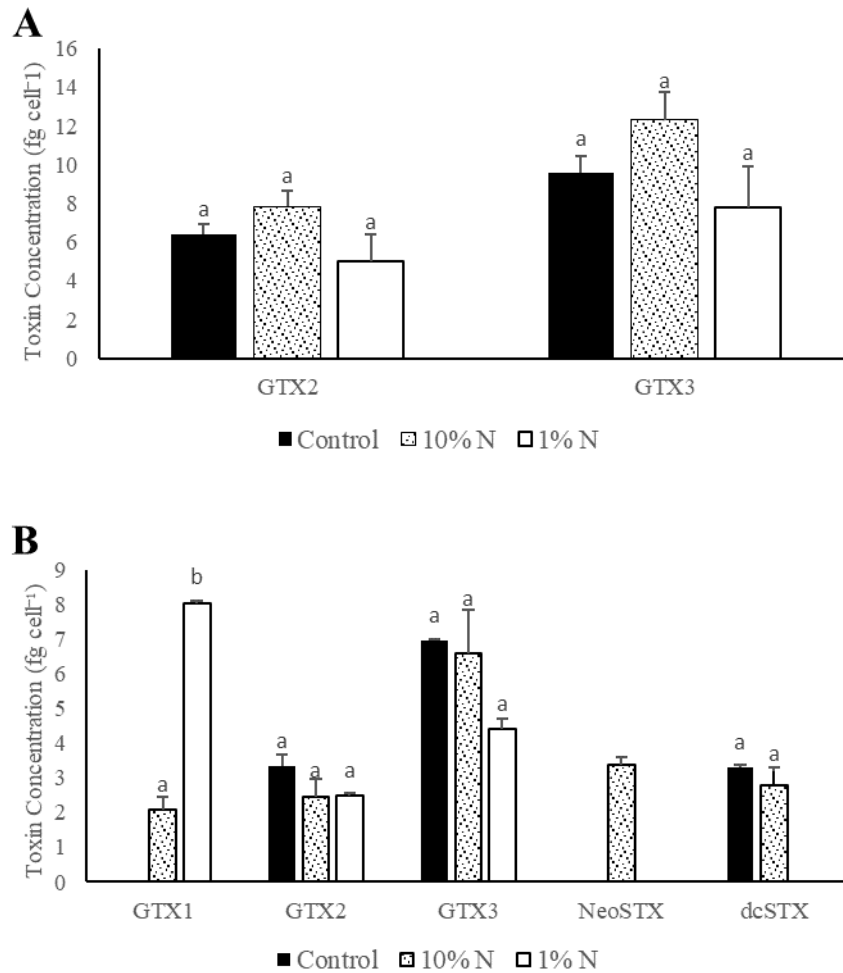 A
Toxin Concentration (fg cell⁻1)
16
14
12
10
8
6
4
2
0
a
a
a
a
a
a
GTX2
GTX3
Control
10% N
1% N
B
Toxin Concentration (fg cell⁻¹)
9
8
7
6
5
4
3
2
1
0
a
b
a
a
a
a
a
a
a
a
GTX1
GTX2
GTX3
NeoSTX
dcSTX
Control
10% N
1% N